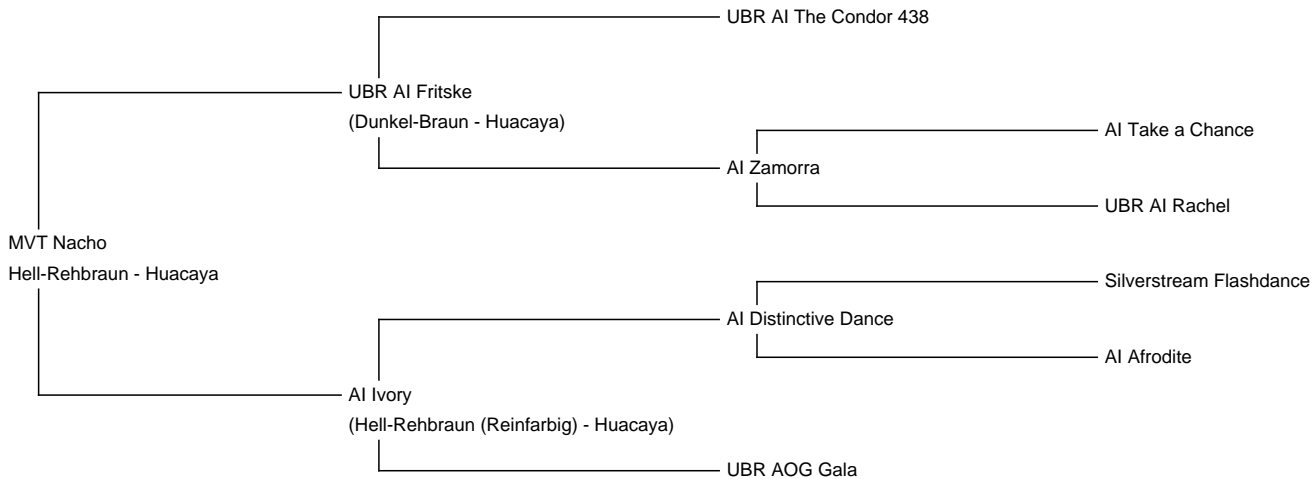 UBR AI The Condor 438
UBR AI Fritske
(Dunkel-Braun - Huacaya)
AI Take a Chance
AI Zamorra
UBR AI Rachel
MVT Nacho
Hell-Rehbraun - Huacaya
Silverstream Flashdance
AI Distinctive Dance
AI Afrodite
AI Ivory
(Hell-Rehbraun (Reinfarbig) - Huacaya)
UBR AOG Gala